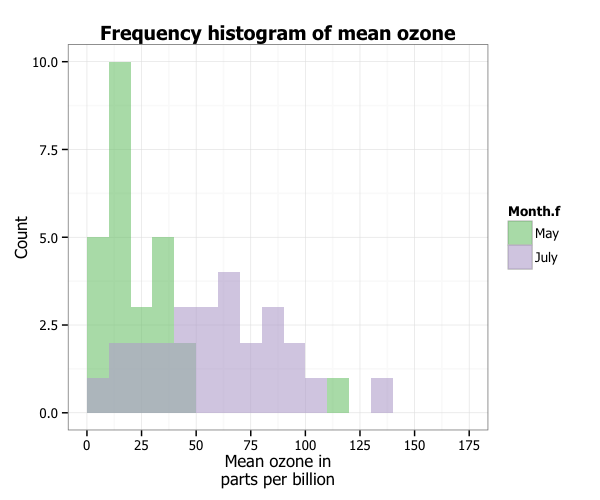 Frequency histogram of mean ozone
10.0
7.5
5.0
2.5
0.0
Count
0 25 50 75 100 125 150 175
Mean ozone in
parts per billion
Month.f
May
July